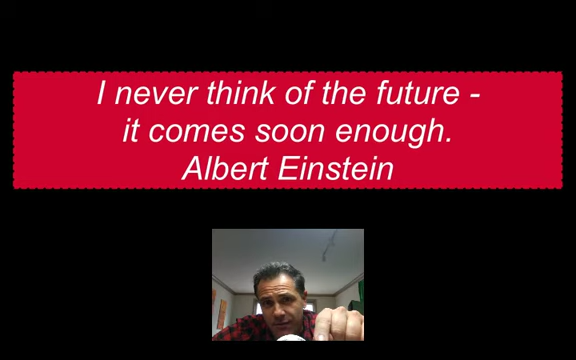 I never think of the future -
it comes soon enough.
Albert Einstein